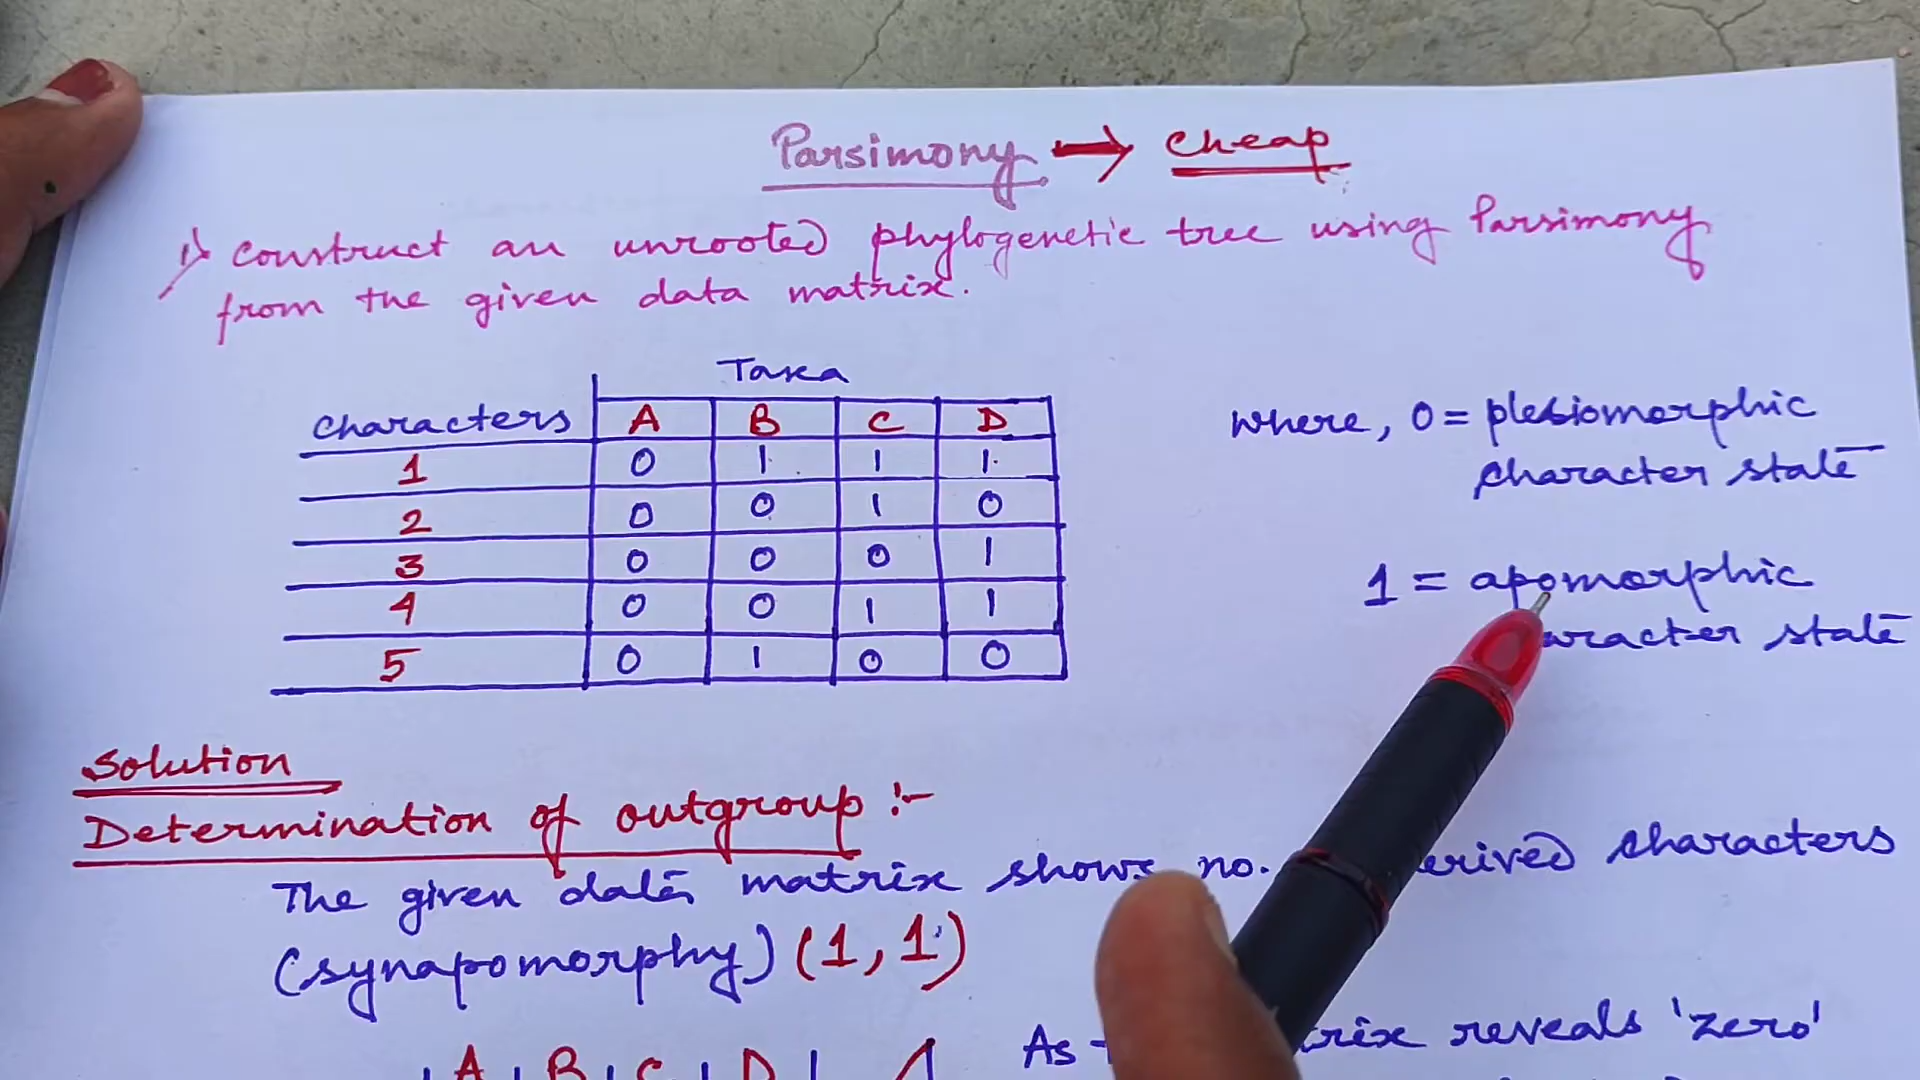 Parsimony → cheap
1) Construct an unrooted phylogenetic tree using Parsimony
from the given data matrix.
Taxa
characters A B C D
1 0 1 1 1
2 0 0 1 0
3 0 0 0 1
4 0 0 1 1
5 0 1 0 0
where, 0 = plesiomorphic
character state
1 = apomorphic
state
Solution
Determination of outgroup :-
The given data matrix shows no. characters
(synapomorphy) (1, 1)
A B C D
As reveals 'zero'